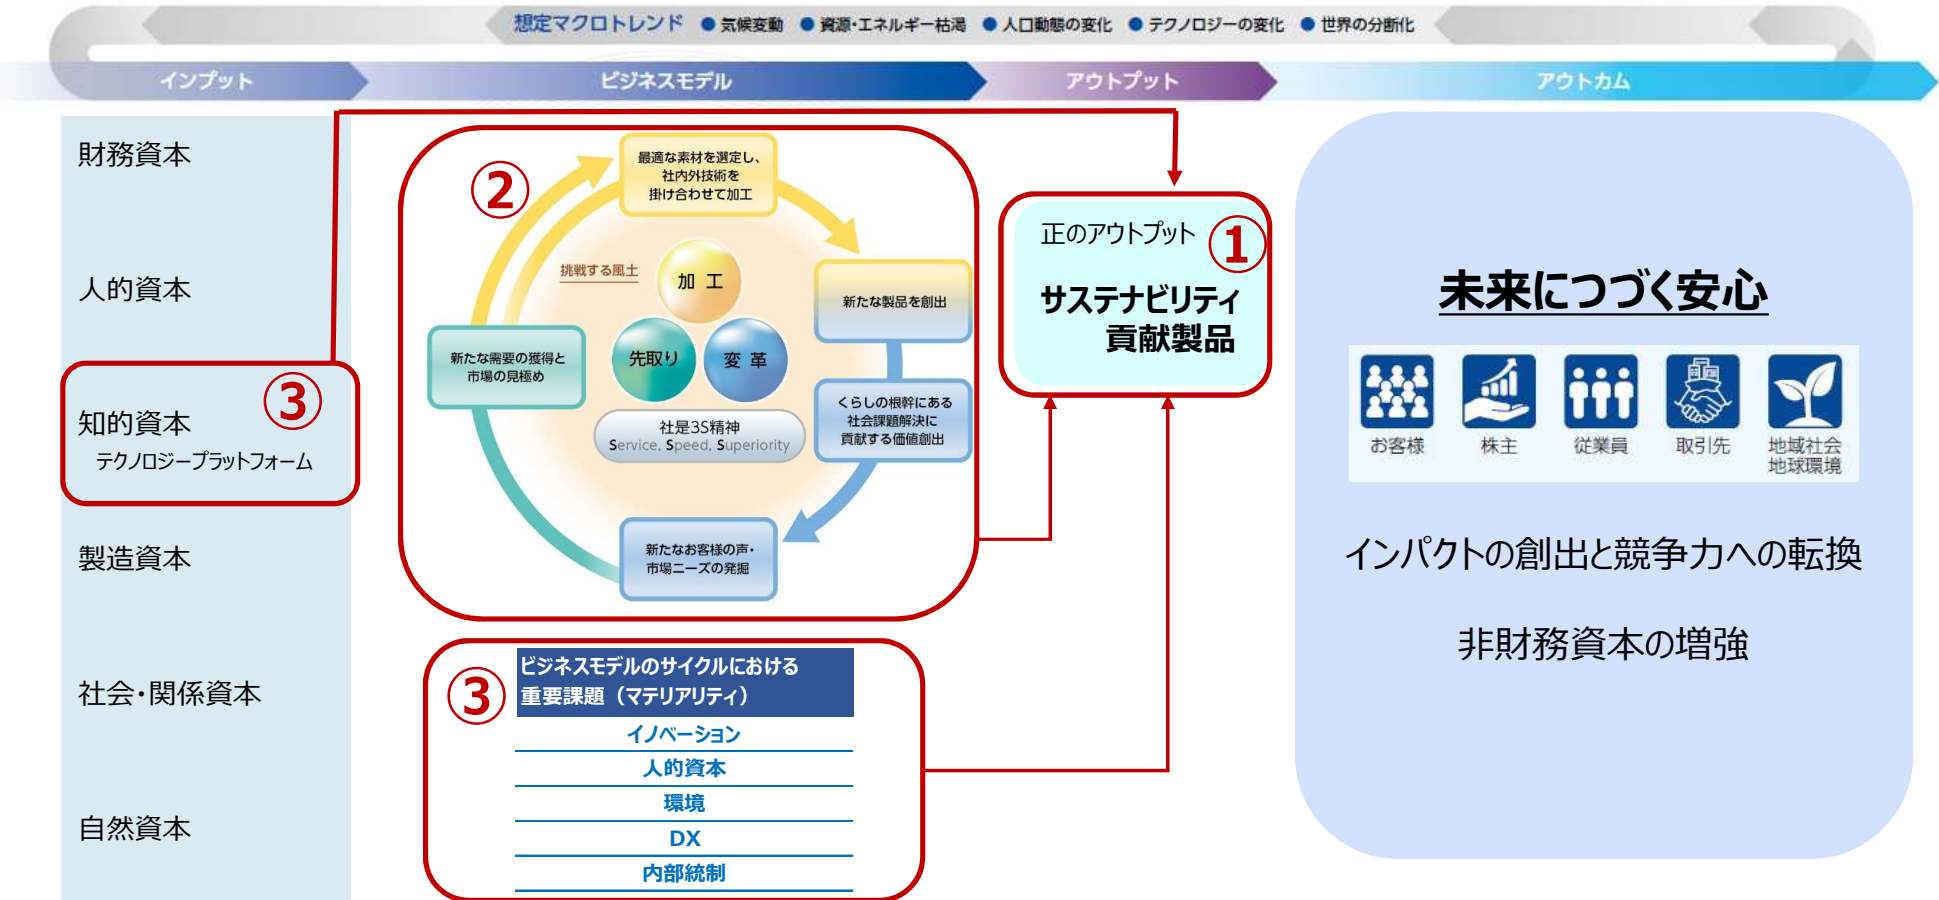 想定マクロトレンド ●気候変動 ●資源・エネルギー枯渇 ●人口動態の変化 ●テクノロジーの変化 ●世界の分断化
インプット
ビジネスモデル
アウトプット
アウトカム
財務資本
人的資本
③
知的資本
テクノロジープラットフォーム
製造資本
社会・関係資本
自然資本
②
最適な素材を選定し、
社内外技術を
掛け合わせて加工
挑戦する風土
加 工
先取り
変 革
社是3S精神
Service, Speed, Superiority
新たな製品を創出
くらしの根幹にある
社会課題解決に
貢献する価値創出
新たなお客様の声・
市場ニーズの発掘
新たな需要の獲得と
市場の見極め
③
ビジネスモデルのサイクルにおける
重要課題（マテリアリティ）
イノベーション
人的資本
環境
DX
内部統制
正のアウトプット
①
サステナビリティ
貢献製品
未来につづく安心
お客様
株主
従業員
取引先
地域社会
地球環境
インパクトの創出と競争力への転換
非財務資本の増強